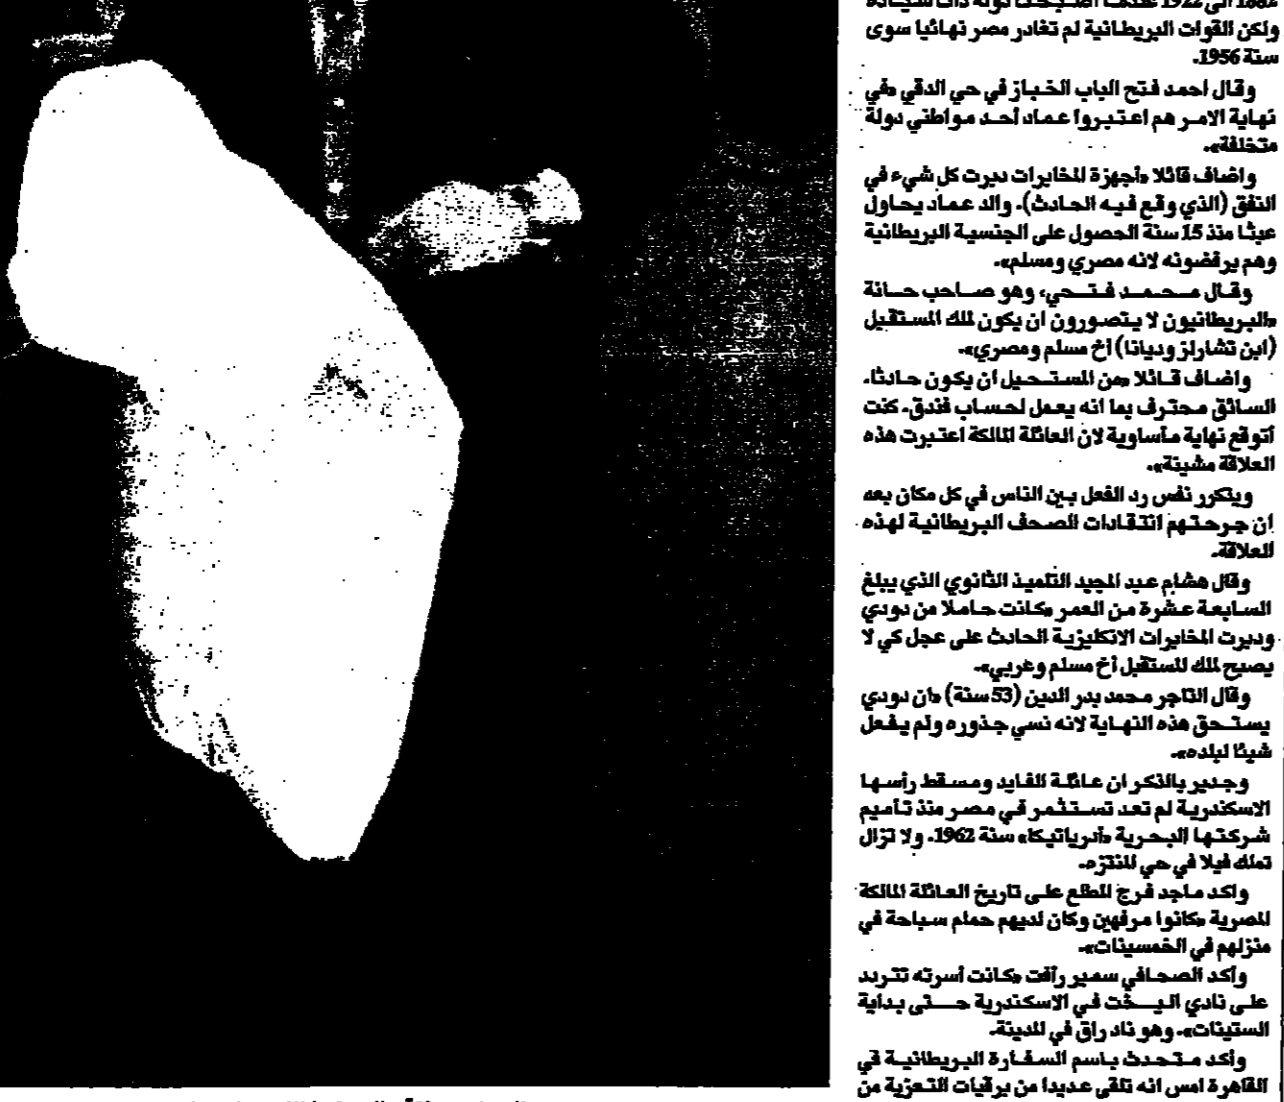 1882 الى 1922 عندما اصبحت دولة ذات سيادة
ولكن القوات البريطانية لم تغادر مصر نهائيا سوى
سنة 1956.
وقال احمد فتح الباب الخباز في حي الدقي «في
نهاية الامر هم اعتبروا عماد أحد مواطني دولة
متخلفة».
واضاف قائلا «أجهزة المخابرات دبرت كل شيء في
النفق (الذي وقع فيه الحادث). والد عماد يحاول
عبثا منذ 15 سنة الحصول على الجنسية البريطانية
وهم يرفضونه لانه مصري ومسلم».
وقال محمد فتحي، وهو صاحب حانة
«البريطانيون لا يتصورون ان يكون للك المستقبل
(ابن تشارلز وديانا) أخ مسلم ومصري».
واضاف قائلا «من المستحيل أن يكون حادثا.
السائق محترف بما انه يعمل لحساب فندق. كنت
أتوقع نهاية مأساوية لان العائلة المالكة اعتبرت هذه
العلاقة مشينة».
ويتكرر نفس رد الفعل بين الناس في كل مكان بعد
ان جرحتهم انتقادات الصحف البريطانية لهذه
العلاقة.
وقال هشام عبد المجيد التلميذ الثانوي الذي يبلغ
السابعة عشرة من العمر «كانت حاملا من دودي
ودبرت المخابرات الانكليزية الحادث على عجل كي لا
يصبح للك المستقبل أخ مسلم وعربي».
وقال التاجر محمد بدر الدين (53 سنة) «ان دودي
يستحق هذه النهاية لانه نسي جذوره ولم يفعل
شيئا لبلده».
وجدير بالذكر ان عائلة الفايد ومسقط رأسها
الاسكندرية لم تعد تستثمر في مصر منذ تأميم
شركتها البحرية «أدرياتيكا» سنة 1962. ولا تزال
تملك فيلا في حي المنتزه.
واكد ماجد فرج المطلع على تاريخ العائلة المالكة
المصرية «كانوا مرفهين وكان لديهم حمام سباحة في
منزلهم في الخمسينات».
وأكد الصحافي سمير رأفت «كانت أسرته تتردد
على نادي اليخت في الاسكندرية حتى بداية
الستينات». وهو ناد راق في المدينة.
وأكد متحدث باسم السفارة البريطانية في
القاهرة امس انه تلقى عديدا من برقيات التعزية من